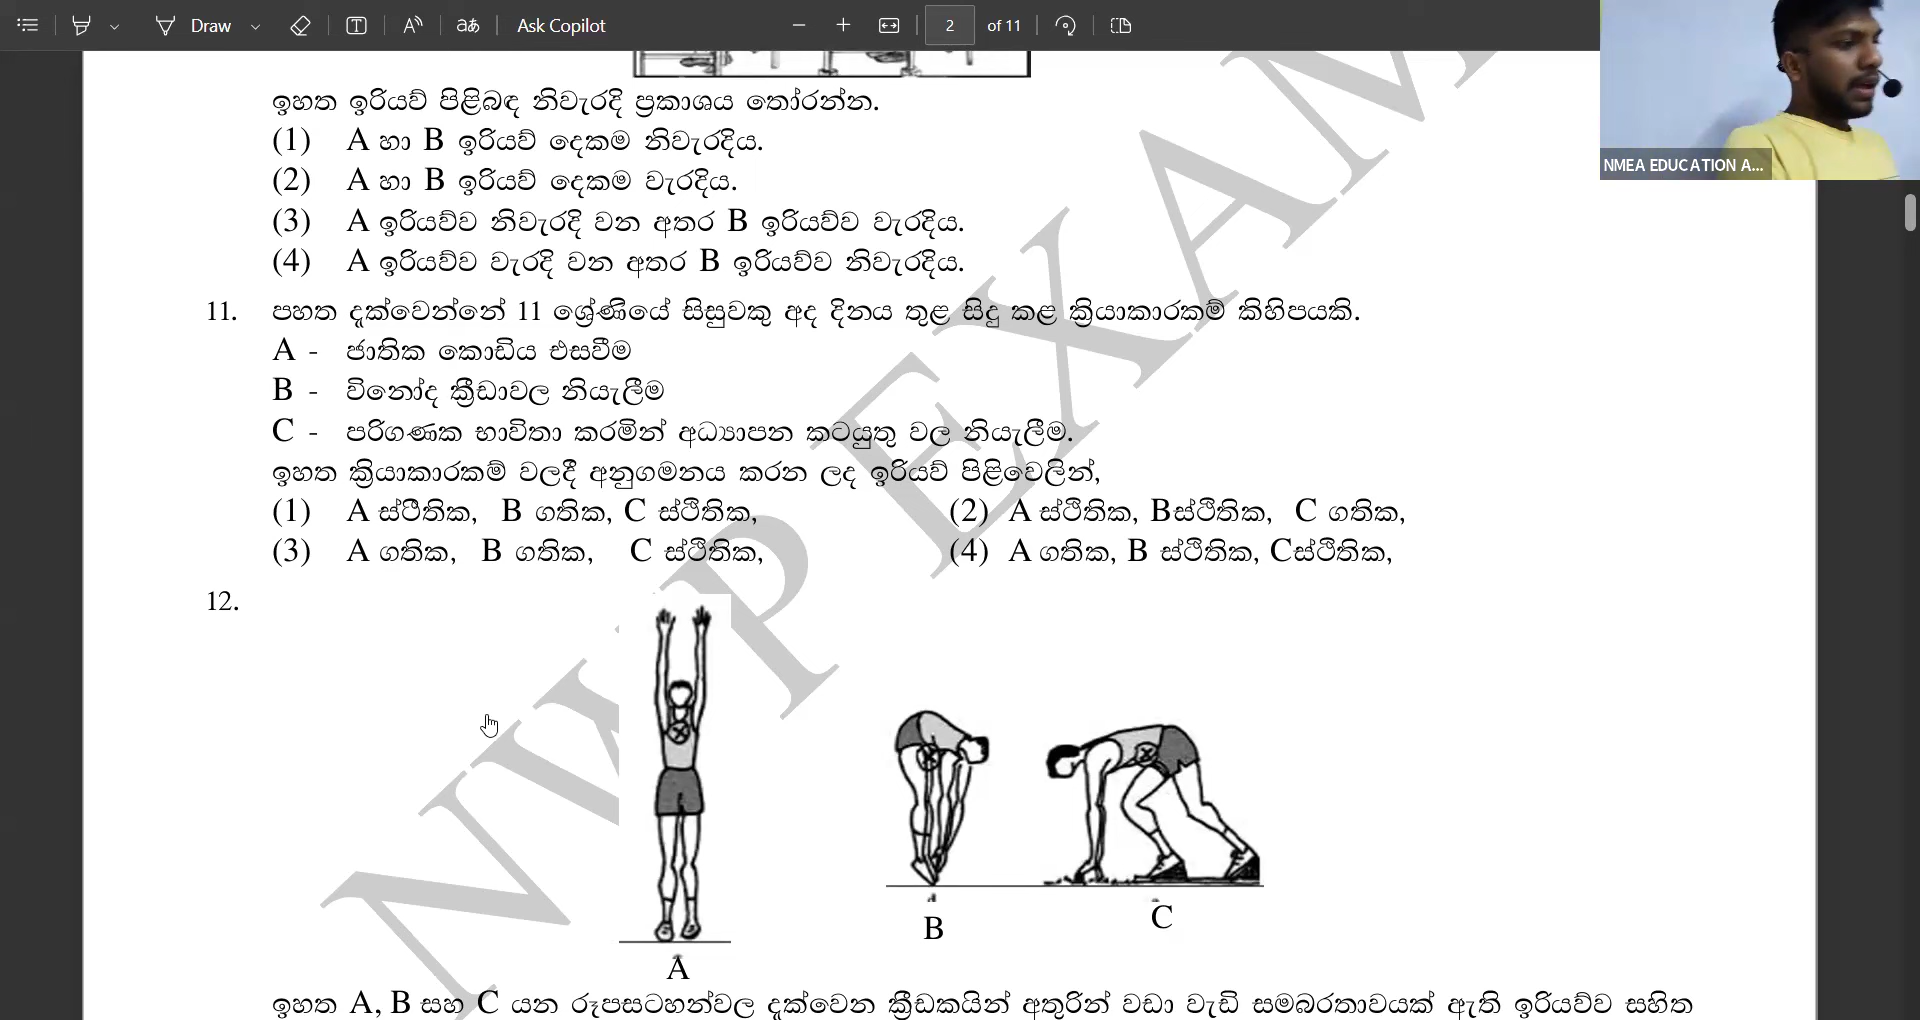 Draw
Ask Copilot
2 of 11
NMEA EDUCATION A...
ඉහත ඉරියව් පිළිබඳ නිවැරදි ප්‍රකාශය තෝරන්න.
(1) A හා B ඉරියව් දෙකම නිවැරදිය.
(2) A හා B ඉරියව් දෙකම වැරදිය.
(3) A ඉරියව්ව නිවැරදි වන අතර B ඉරියව්ව වැරදිය.
(4) A ඉරියව්ව වැරදි වන අතර B ඉරියව්ව නිවැරදිය.
11. පහත දැක්වෙන්නේ 11 ශ්‍රේණියේ සිසුවකු අද දිනය තුළ සිදු කළ ක්‍රියාකාරකම් කිහිපයකි.
A - ජාතික කොඩිය එසවීම
B - විනෝද ක්‍රීඩාවල නියැලීම
C - පරිගණක භාවිතා කරමින් අධ්‍යාපන කටයුතු වල නියැලීම.
ඉහත ක්‍රියාකාරකම් වලදී අනුගමනය කරන ලද ඉරියව් පිළිවෙලින්,
(1) A ස්ථීතික, B ගතික, C ස්ථිතික, (2) A ස්ථිතික, Bස්ථිතික, C ගතික,
(3) A ගතික, B ගතික, C ස්ථිතික, (4) A ගතික, B ස්ථිතික, Cස්ථිතික,
12.
A
B
C
ඉහත A, B සහ C යන රූපසටහන්වල දැක්වෙන ක්‍රීඩකයින් අතුරින් වඩා වැඩි සමබරතාවයක් ඇති ඉරියව්ව සහිත
NWP EXAM